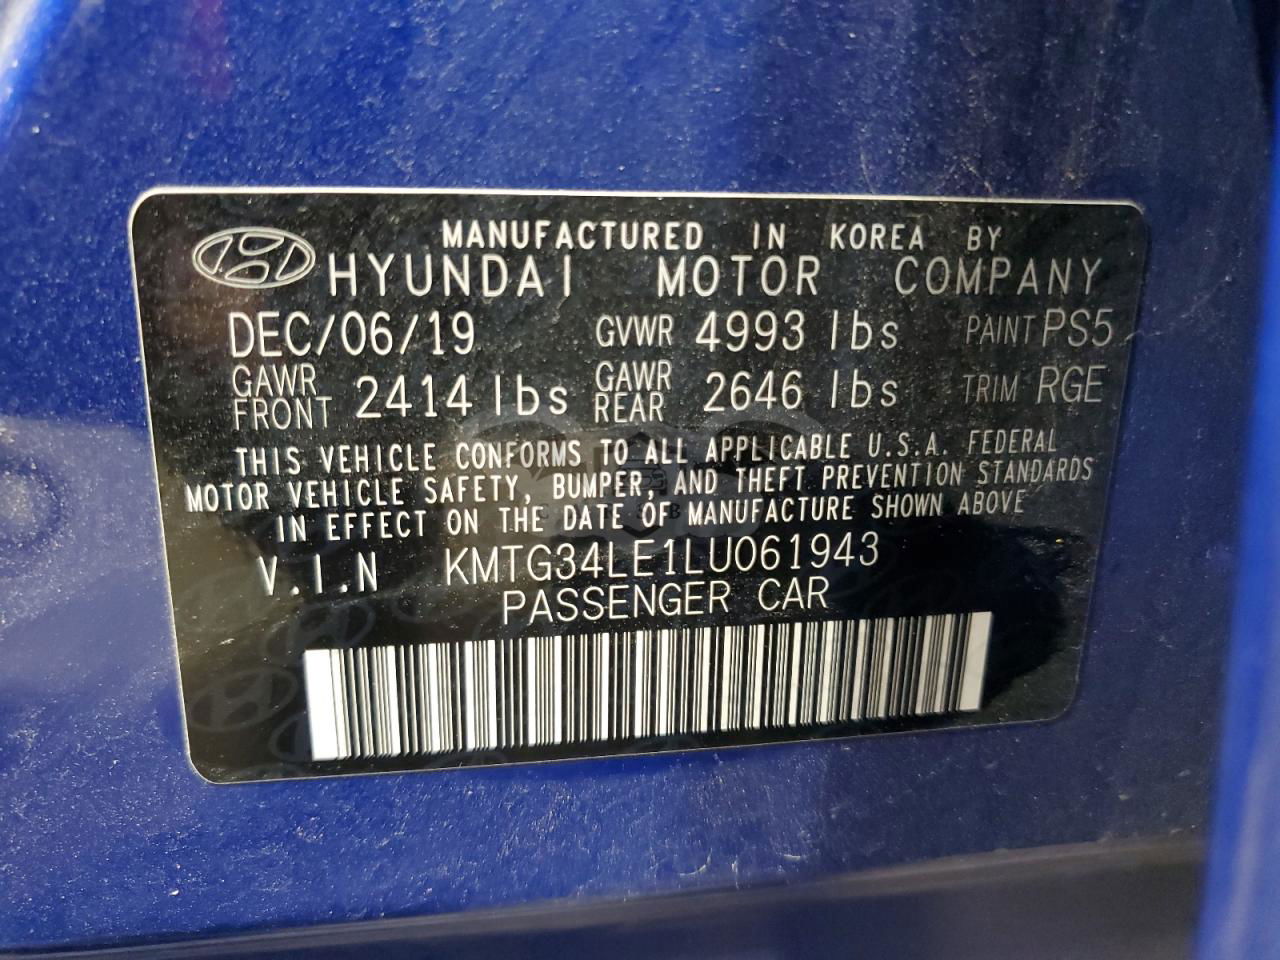 MANUFACTURED IN KOREA BY
HYUNDAI MOTOR COMPANY
DEC/06/19 GVWR 4993 lbs PAINT PS5
GAWR FRONT 2414 lbs GAWR REAR 2646 lbs TRIM RGE
THIS VEHICLE CONFORMS TO ALL APPLICABLE U.S.A. FEDERAL
MOTOR VEHICLE SAFETY, BUMPER, AND THEFT PREVENTION STANDARDS
IN EFFECT ON THE DATE OF MANUFACTURE SHOWN ABOVE
V.I.N KMTG34LE1LU061943
PASSENGER CAR